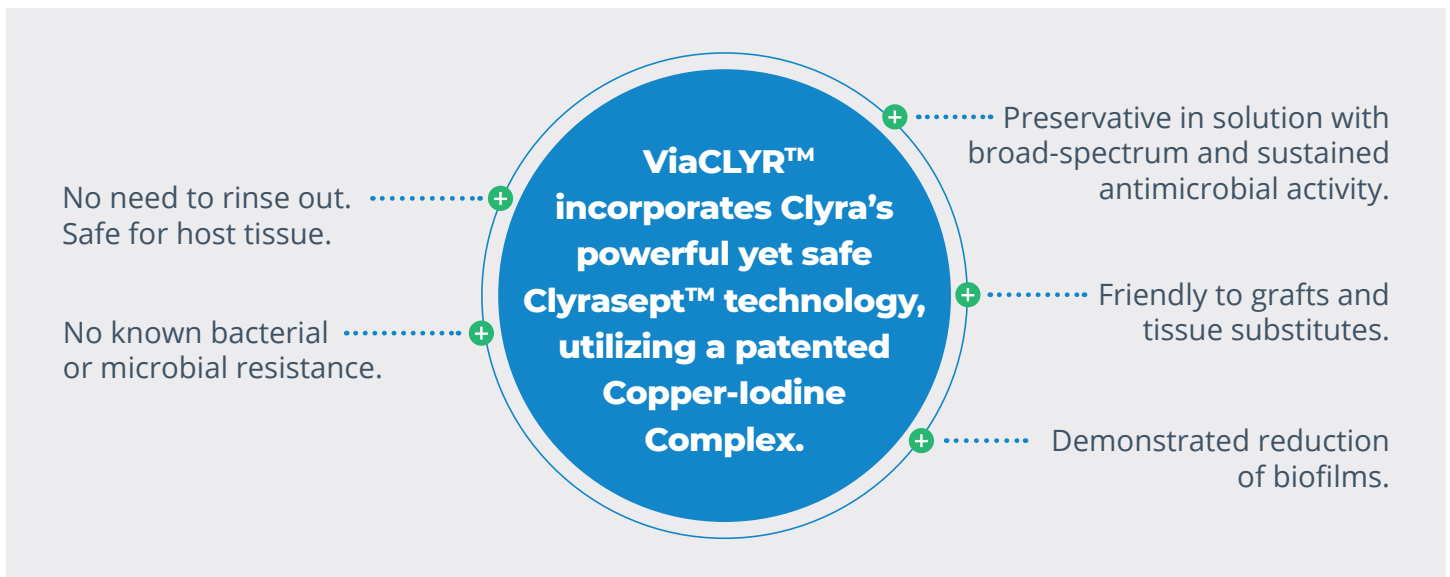 No need to rinse out.
Safe for host tissue.
No known bacterial
or microbial resistance.
ViaCLYR™
incorporates Clyra’s
powerful yet safe
Clyrasept™ technology,
utilizing a patented
Copper-Iodine
Complex.
Preservative in solution with
broad-spectrum and sustained
antimicrobial activity.
Friendly to grafts and
tissue substitutes.
Demonstrated reduction
of biofilms.